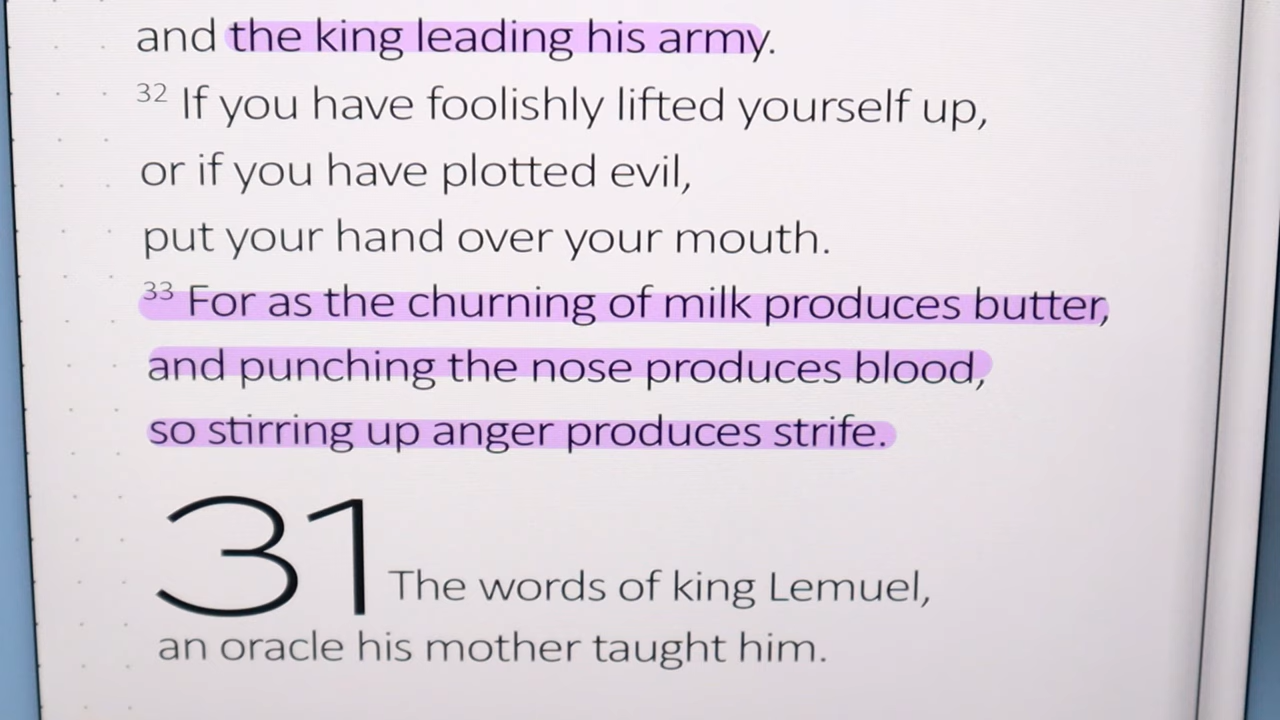 and the king leading his army.
32 If you have foolishly lifted yourself up,
or if you have plotted evil,
put your hand over your mouth.
33 For as the churning of milk produces butter,
and punching the nose produces blood,
so stirring up anger produces strife.
31 The words of king Lemuel,
an oracle his mother taught him.